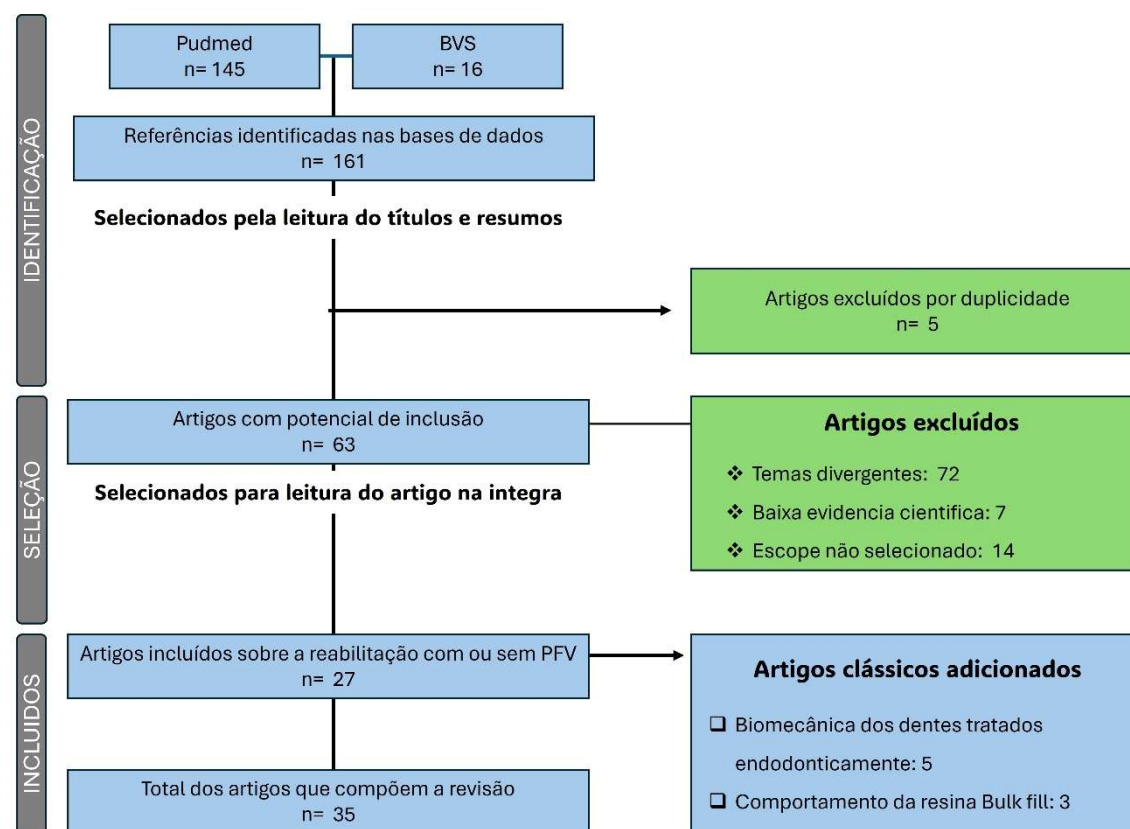 IDENTIFICAÇÃO
Pudmed
n= 145
BVS
n= 16
Referências identificadas nas bases de dados
n= 161
Selecionados pela leitura do títulos e resumos
Artigos excluídos por duplicidade
n= 5
SELEÇÃO
Artigos com potencial de inclusão
n= 63
Artigos excluídos
❖ Temas divergentes: 72
❖ Baixa evidencia cientifica: 7
❖ Escope não selecionado: 14
Selecionados para leitura do artigo na integra
INCLUIDOS
Artigos incluídos sobre a reabilitação com ou sem PFV
n= 27
Artigos clássicos adicionados
❑ Biomecânica dos dentes tratados
endodonticamente: 5
❑ Comportamento da resina Bulk fill: 3
Total dos artigos que compõem a revisão
n= 35